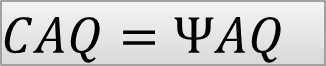 CAQ = ΨAQ